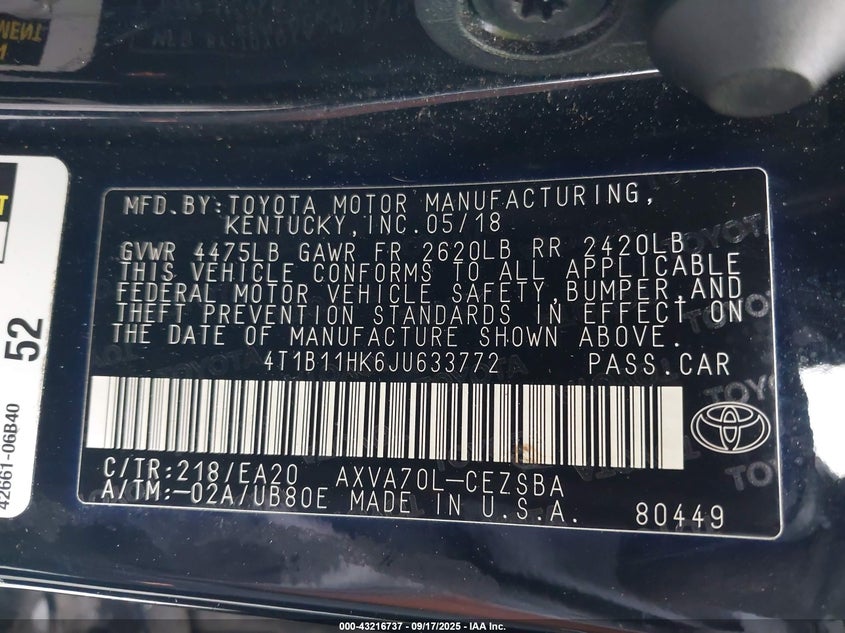 MFD.BY:TOYOTA MOTOR MANUFACTURING,
KENTUCKY,INC.05/18
GVWR 4475LB GAWR FR 2620LB RR 2420LB
THIS VEHICLE CONFORMS TO ALL APPLICABLE
FEDERAL MOTOR VEHICLE SAFETY,BUMPER,AND
THEFT PREVENTION STANDARDS IN EFFECT ON
THE DATE OF MANUFACTURE SHOWN ABOVE.
4T1B11HK6JU633772 PASS.CAR
C/TR:218/EA20 AXVA70L-CEZSBA
A/TM:-02A/UB80E MADE IN U.S.A. 80449
TOYOTA
52
42661-06B40
000-43216737 - 09/17/2025 - IAA Inc.